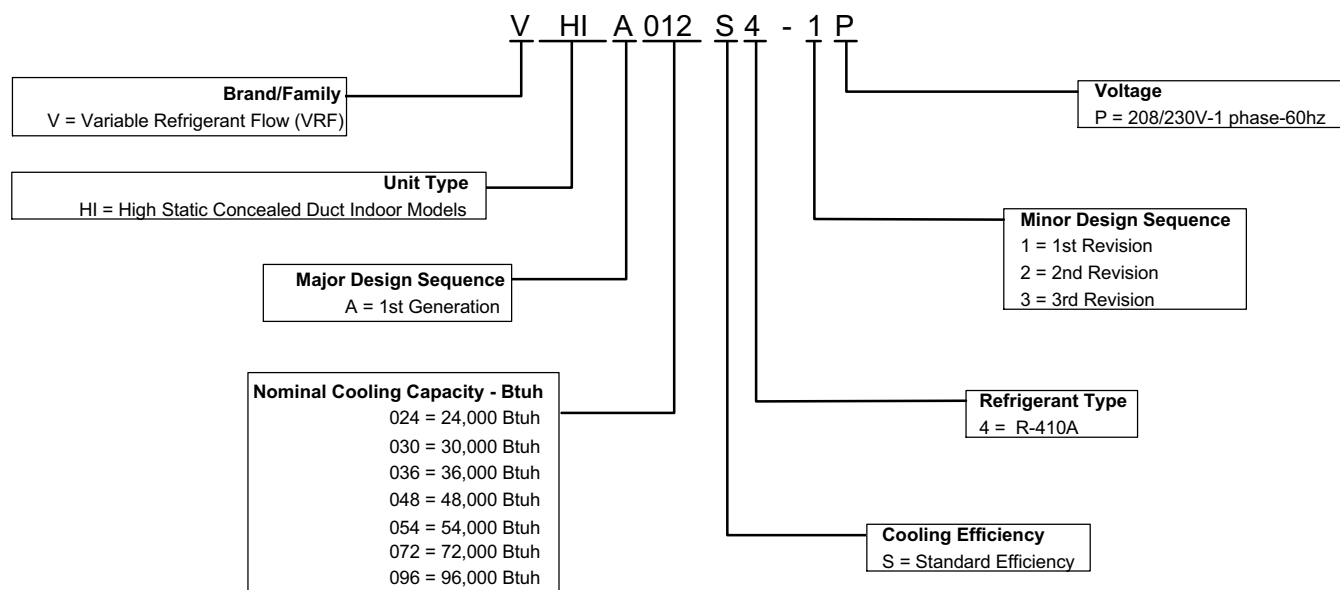 V HI A 012 S 4 - 1 P
Brand/Family
V = Variable Refrigerant Flow (VRF)
Unit Type
HI = High Static Concealed Duct Indoor Models
Major Design Sequence
A = 1st Generation
Nominal Cooling Capacity - Btuh
024 = 24,000 Btuh
030 = 30,000 Btuh
036 = 36,000 Btuh
048 = 48,000 Btuh
054 = 54,000 Btuh
072 = 72,000 Btuh
096 = 96,000 Btuh
Voltage
P = 208/230V-1 phase-60hz
Minor Design Sequence
1 = 1st Revision
2 = 2nd Revision
3 = 3rd Revision
Refrigerant Type
4 = R-410A
Cooling Efficiency
S = Standard Efficiency